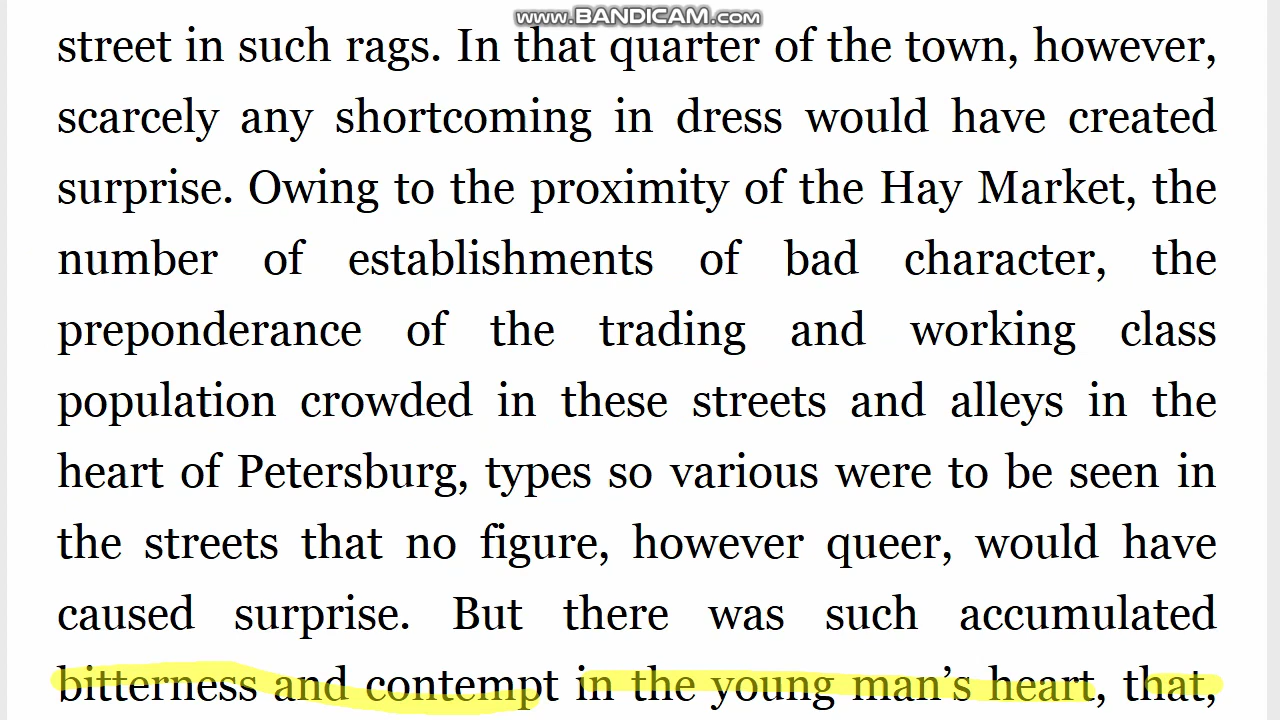 www.BANDICAM.com
street in such rags. In that quarter of the town, however,
scarcely any shortcoming in dress would have created
surprise. Owing to the proximity of the Hay Market, the
number of establishments of bad character, the
preponderance of the trading and working class
population crowded in these streets and alleys in the
heart of Petersburg, types so various were to be seen in
the streets that no figure, however queer, would have
caused surprise. But there was such accumulated
bitterness and contempt in the young man’s heart, that,